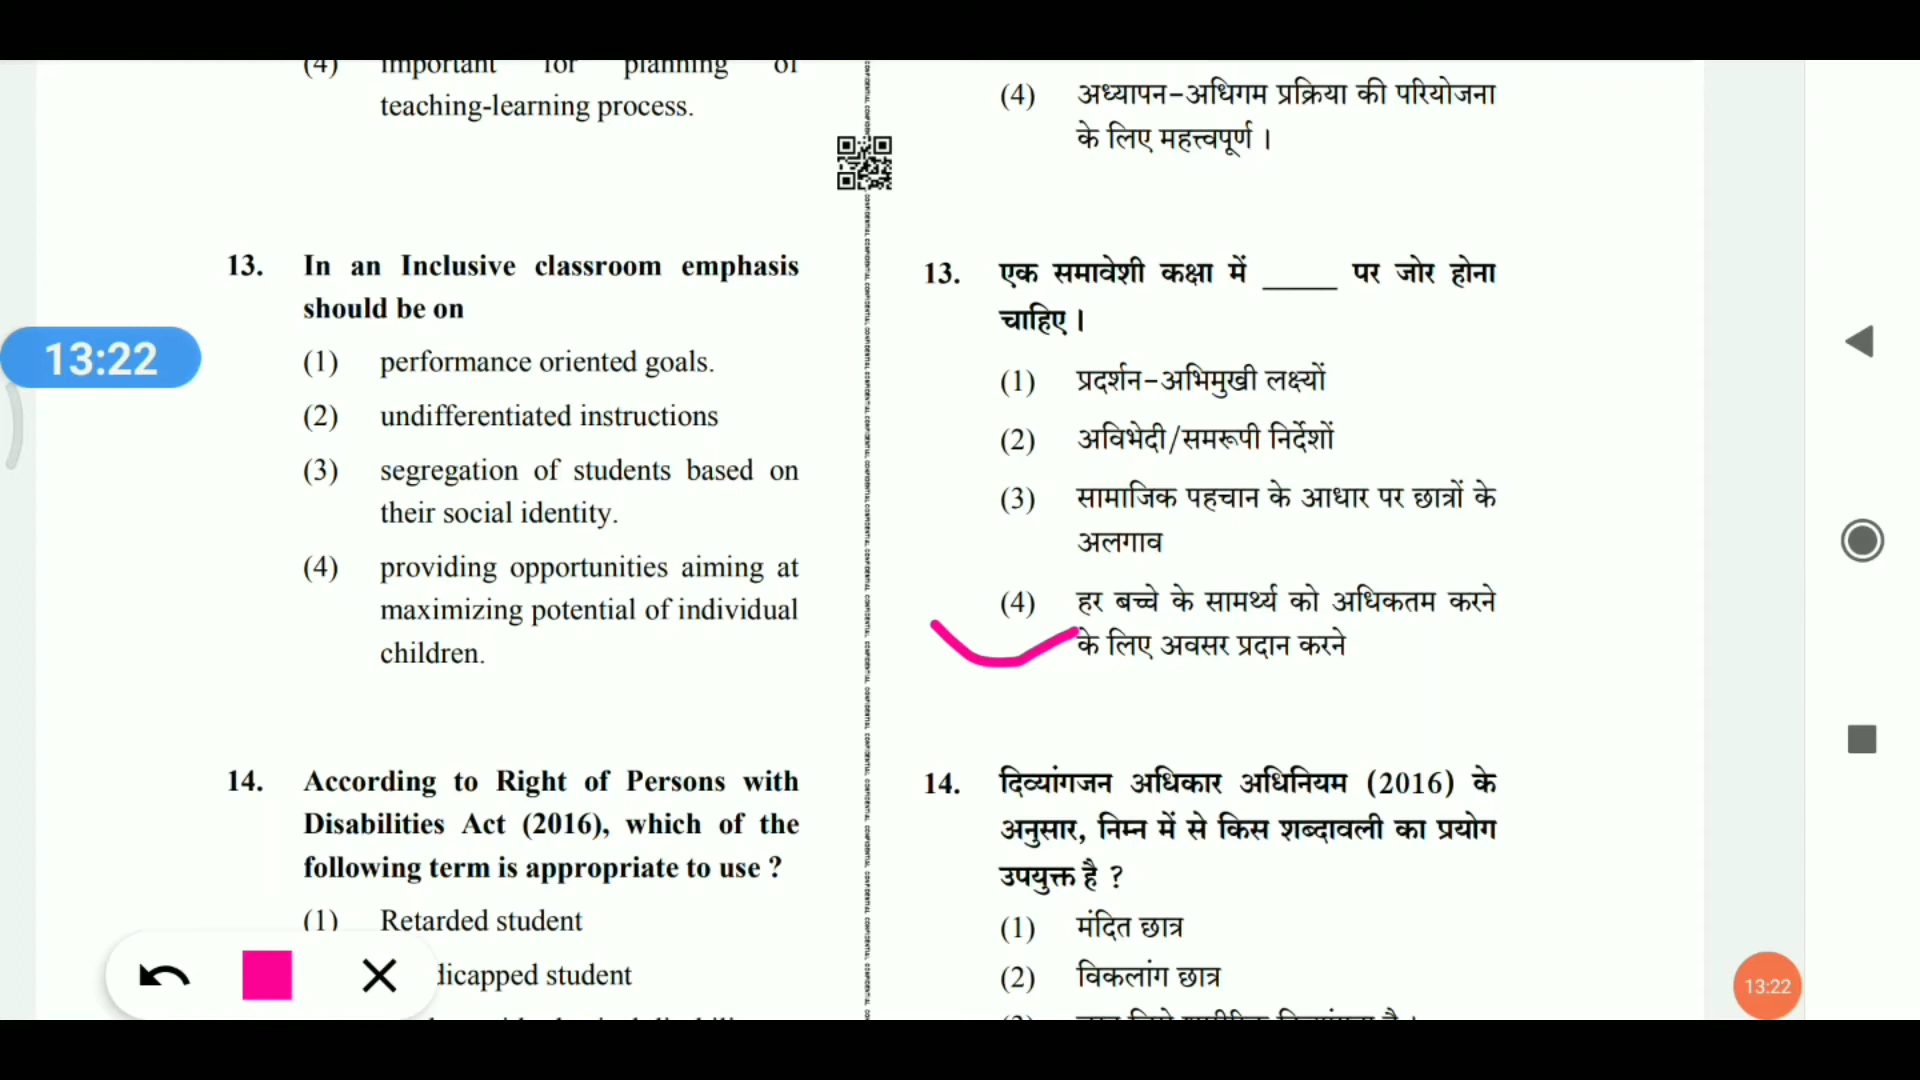 (4) important for planning of
teaching-learning process.
13. In an Inclusive classroom emphasis
should be on
(1) performance oriented goals.
(2) undifferentiated instructions
(3) segregation of students based on
their social identity.
(4) providing opportunities aiming at
maximizing potential of individual
children.
14. According to Right of Persons with
Disabilities Act (2016), which of the
following term is appropriate to use ?
(1) Retarded student
dicapped student
(4) अध्यापन-अधिगम प्रक्रिया की परियोजना
के लिए महत्त्वपूर्ण ।
13. एक समावेशी कक्षा में _____ पर जोर होना
चाहिए ।
(1) प्रदर्शन-अभिमुखी लक्ष्यों
(2) अविभेदी/समरूपी निर्देशों
(3) सामाजिक पहचान के आधार पर छात्रों के
अलगाव
(4) हर बच्चे के सामर्थ्य को अधिकतम करने
के लिए अवसर प्रदान करने
14. दिव्यांगजन अधिकार अधिनियम (2016) के
अनुसार, निम्न में से किस शब्दावली का प्रयोग
उपयुक्त है ?
(1) मंदित छात्र
(2) विकलांग छात्र
13:22
13:22